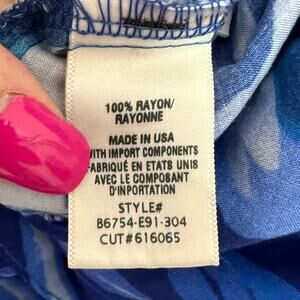 100% RAYON/
RAYONNE
MADE IN USA
WITH IMPORT COMPONENTS
FABRIQUÉ EN ETATS UNIS
AVEC LE COMPOSANT
D'INPORTATION
STYLE#
B6754-E91-304
CUT#616065